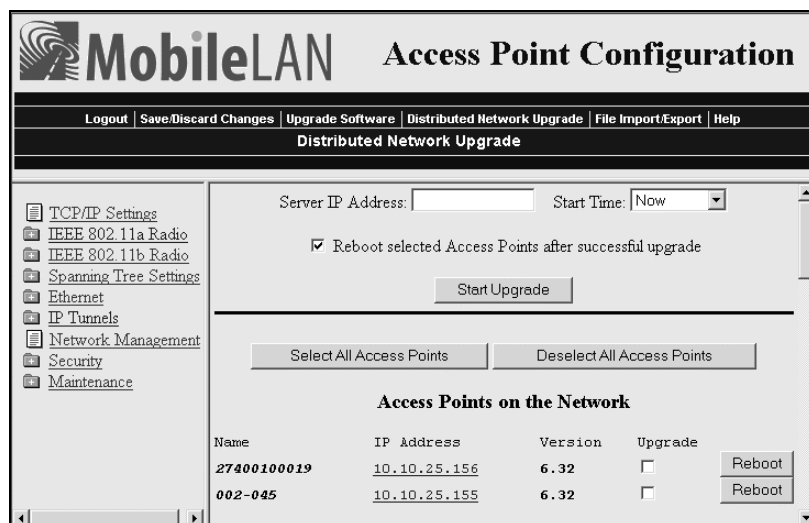 MobileLAN
Access Point Configuration
Logout | Save/Discard Changes | Upgrade Software | Distributed Network Upgrade | File Import/Export | Help
Distributed Network Upgrade
TCP/IP Settings
IEEE 802.11a Radio
IEEE 802.11b Radio
Spanning Tree Settings
Ethernet
IP Tunnels
Network Management
Security
Maintenance
Server IP Address: Start Time: Now
Reboot selected Access Points after successful upgrade
Start Upgrade
Select All Access Points Deselect All Access Points
Access Points on the Network
Name IP Address Version Upgrade
27400100019 10.10.25.156 6.32 Reboot
002-045 10.10.25.155 6.32 Reboot